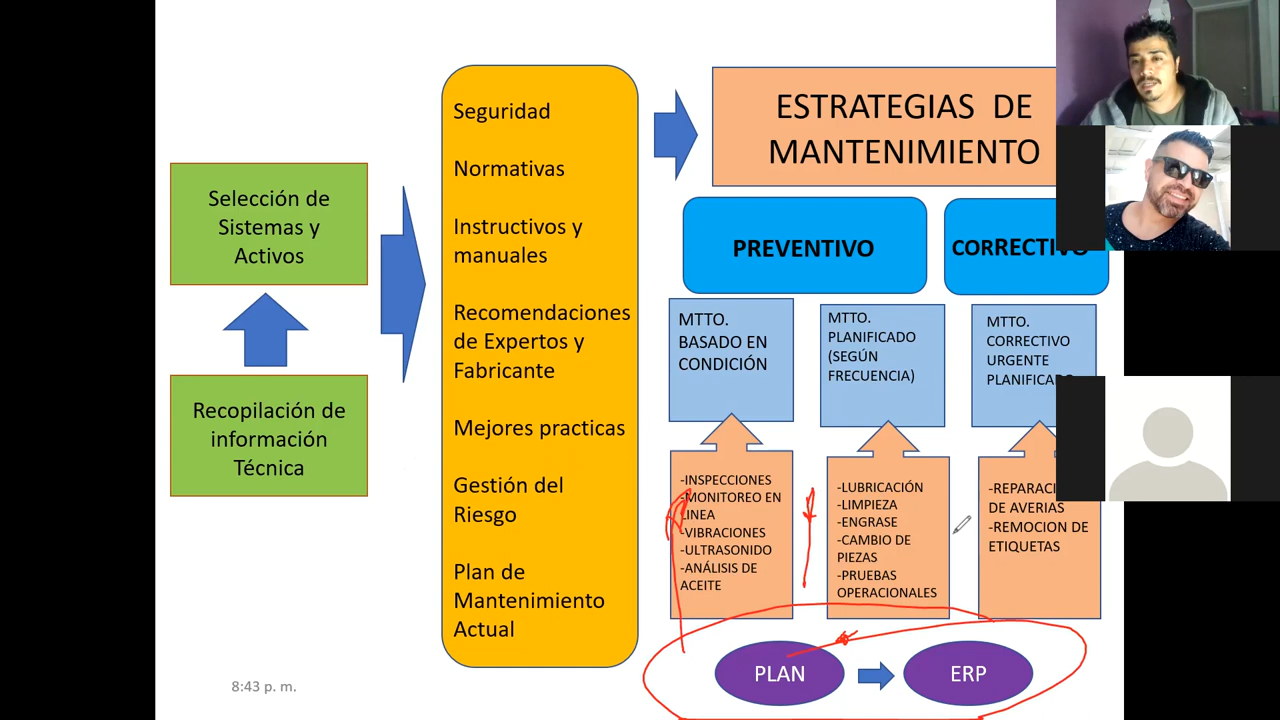 Selección de
Sistemas y
Activos
Recopilación de
información
Técnica
Seguridad
Normativas
Instructivos y
manuales
Recomendaciones
de Expertos y
Fabricante
Mejores practicas
Gestión del
Riesgo
Plan de
Mantenimiento
Actual
ESTRATEGIAS DE
MANTENIMIENTO
PREVENTIVO
CORRECTIVO
MTTO.
BASADO EN
CONDICIÓN
MTTO.
PLANIFICADO
(SEGÚN
FRECUENCIA)
MTTO.
CORRECTIVO
URGENTE
PLANIFICADO
-INSPECCIONES
-MONITOREO EN
LINEA
-VIBRACIONES
-ULTRASONIDO
-ANÁLISIS DE
ACEITE
-LUBRICACIÓN
-LIMPIEZA
-ENGRASE
-CAMBIO DE
PIEZAS
-PRUEBAS
OPERACIONALES
-REPARACI
DE AVERIAS
-REMOCION DE
ETIQUETAS
PLAN
ERP
8:43 p. m.